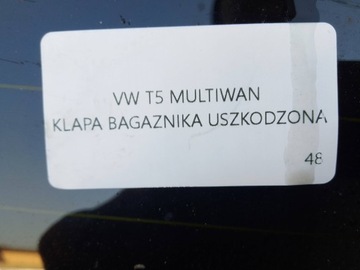 VW T5 MULTIWAN
KLAPA BAGAZNIKA USZKODZONA
48